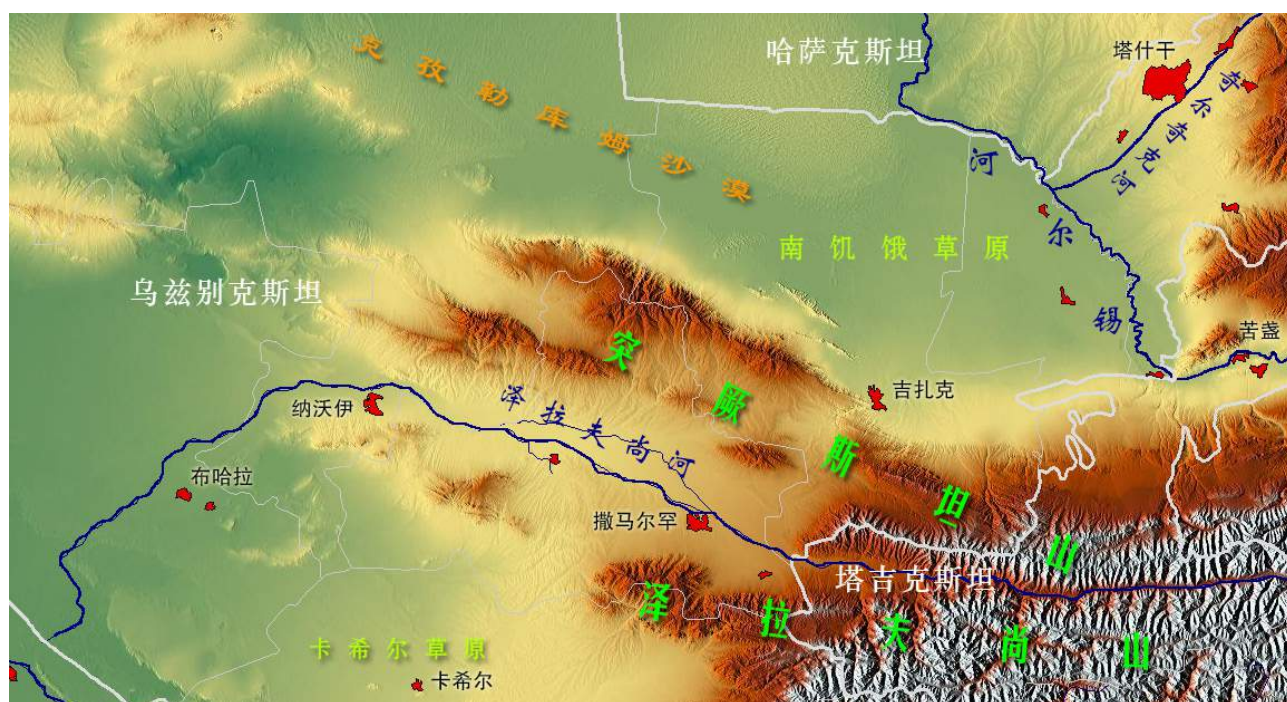 克孜勒库姆沙漠
哈萨克斯坦
塔什干
奇尔奇克河
南饥饿草原
锡尔河
乌兹别克斯坦
苦盏
突厥斯坦山
吉扎克
纳沃伊
泽拉夫尚河
布哈拉
撒马尔罕
塔吉克斯坦
泽拉夫尚山
卡希尔草原
卡希尔